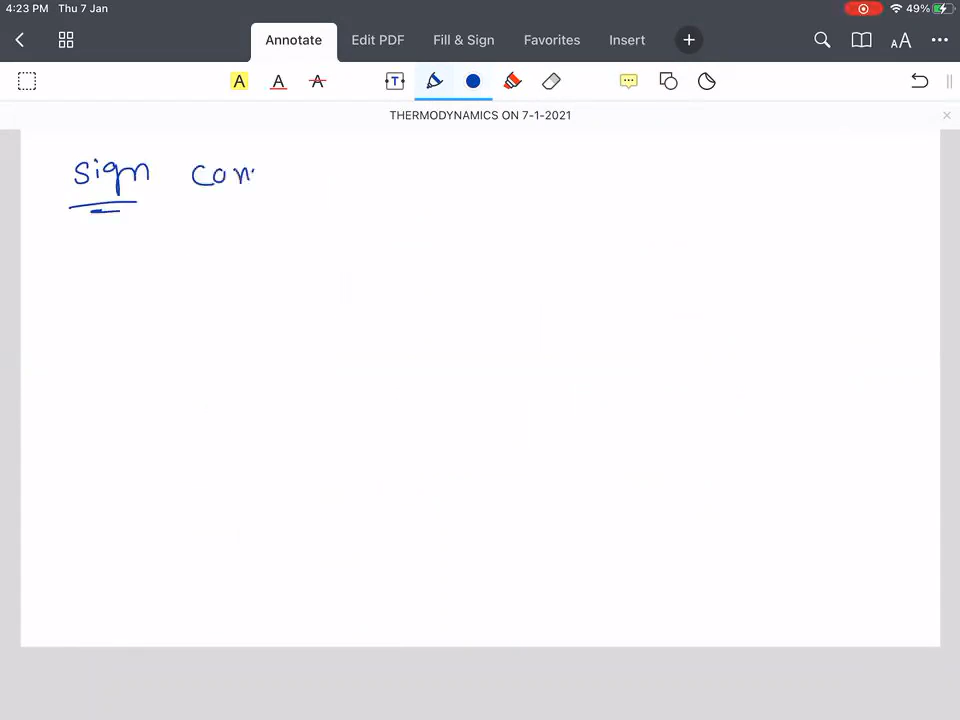 4:23 PM Thu 7 Jan 49%
Annotate Edit PDF Fill & Sign Favorites Insert
A A A T AA
THERMODYNAMICS ON 7-1-2021
sign con